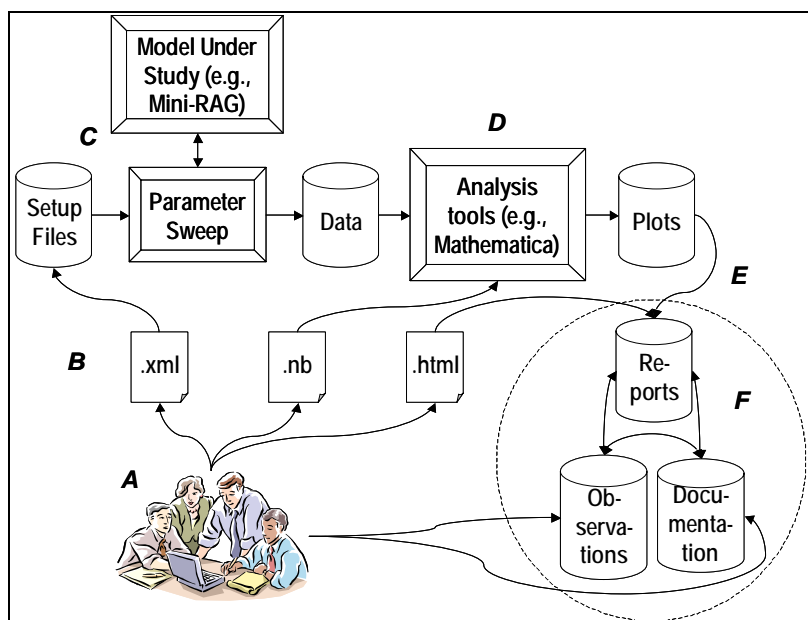 Model Under
Study (e.g.,
Mini-RAG)
C
D
Setup
Files
Parameter
Sweep
Data
Analysis
tools (e.g.,
Mathematica)
Plots
E
B
.xml
.nb
.html
Re-
ports
F
A
Ob-
serva-
tions
Docu-
menta-
tion